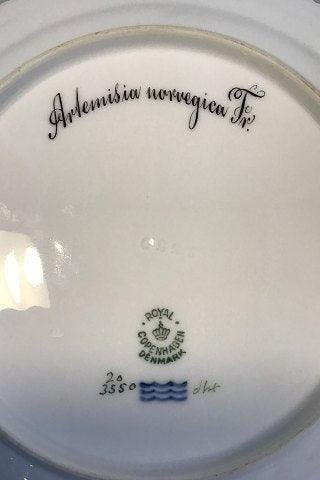 Artemisia norvegica Fr.
ROYAL
COPENHAGEN
DENMARK
20
3550